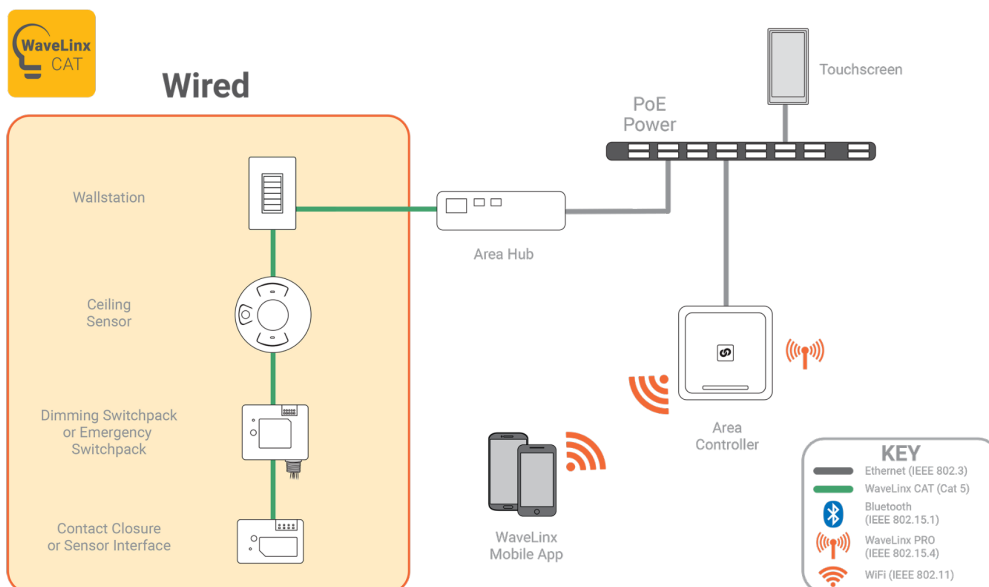 WaveLinx
CAT
Wired
Touchscreen
PoE
Power
Wallstation
Area Hub
Ceiling
Sensor
Dimming Switchpack
or Emergency
Switchpack
Area
Controller
Contact Closure
or Sensor Interface
WaveLinx
Mobile App
KEY
Ethernet (IEEE 802.3)
WaveLinx CAT (Cat 5)
Bluetooth
(IEEE 802.15.1)
WaveLinx PRO
(IEEE 802.15.4)
WiFi (IEEE 802.11)